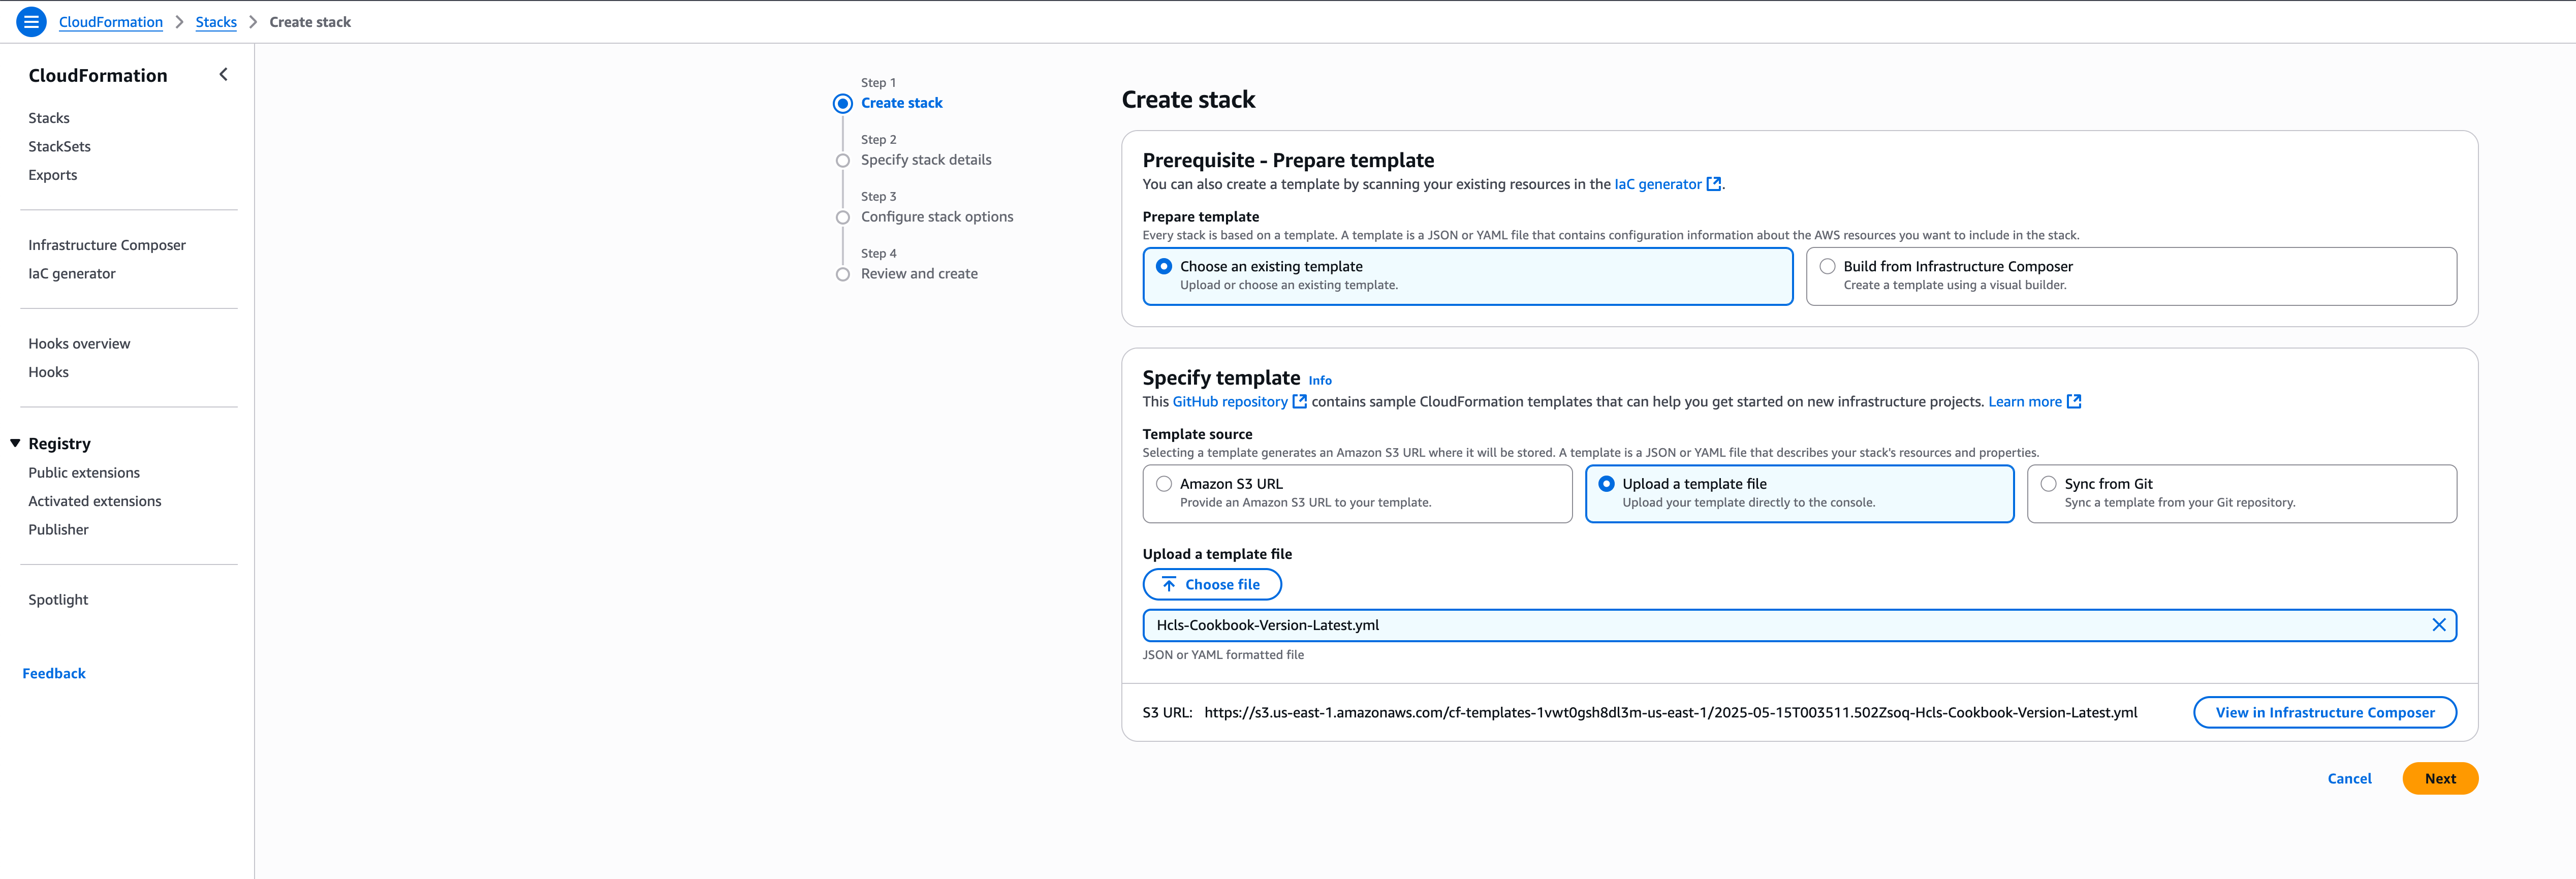 CloudFormation > Stacks > Create stack
CloudFormation
Stacks
StackSets
Exports
Infrastructure Composer
IaC generator
Hooks overview
Hooks
Registry
Public extensions
Activated extensions
Publisher
Spotlight
Feedback
Step 1
Create stack
Step 2
Specify stack details
Step 3
Configure stack options
Step 4
Review and create
Create stack
Prerequisite - Prepare template
You can also create a template by scanning your existing resources in the IaC generator.
Prepare template
Every stack is based on a template. A template is a JSON or YAML file that contains configuration information about the AWS resources you want to include in the stack.
Choose an existing template
Upload or choose an existing template.
Build from Infrastructure Composer
Create a template using a visual builder.
Specify template Info
This GitHub repository contains sample CloudFormation templates that can help you get started on new infrastructure projects. Learn more
Template source
Selecting a template generates an Amazon S3 URL where it will be stored. A template is a JSON or YAML file that describes your stack's resources and properties.
Amazon S3 URL
Provide an Amazon S3 URL to your template.
Upload a template file
Upload your template directly to the console.
Sync from Git
Sync a template from your Git repository.
Upload a template file
Choose file
Hcls-Cookbook-Version-Latest.yml
JSON or YAML formatted file
S3 URL: https://s3.us-east-1.amazonaws.com/cf-templates-1vwt0gsh8dl3m-us-east-1/2025-05-15T003511.502Zsoq-Hcls-Cookbook-Version-Latest.yml
View in Infrastructure Composer
Cancel
Next